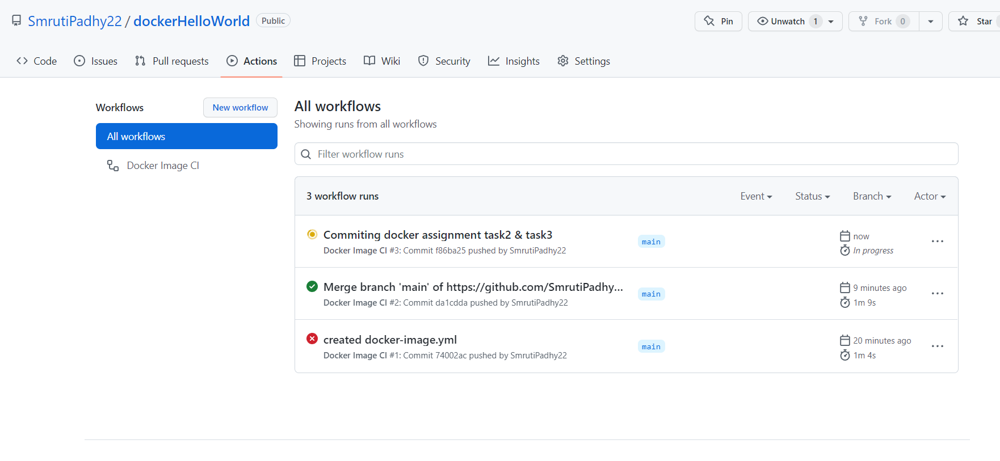 SmrutiPadhy22 / dockerHelloWorld Public
Pin
Unwatch 1
Fork 0
Star
Code
Issues
Pull requests
Actions
Projects
Wiki
Security
Insights
Settings
Workflows
New workflow
All workflows
Docker Image CI
All workflows
Showing runs from all workflows
Filter workflow runs
3 workflow runs
Event
Status
Branch
Actor
Commiting docker assignment task2 & task3
Docker Image CI #3: Commit f86ba25 pushed by SmrutiPadhy22
main
now
In progress
Merge branch 'main' of https://github.com/SmrutiPadhy...
Docker Image CI #2: Commit da1cdda pushed by SmrutiPadhy22
main
9 minutes ago
1m 9s
created docker-image.yml
Docker Image CI #1: Commit 74002ac pushed by SmrutiPadhy22
main
20 minutes ago
1m 4s